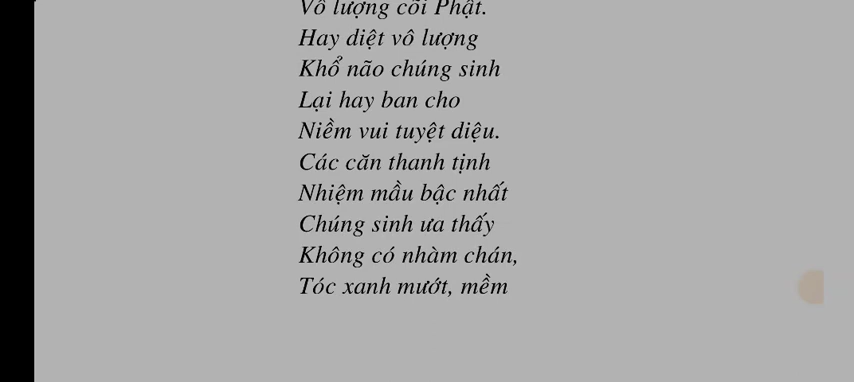 Vô lượng cõi Phật.
Hay diệt vô lượng
Khổ não chúng sinh
Lại hay ban cho
Niềm vui tuyệt diệu.
Các căn thanh tịnh
Nhiệm mầu bậc nhất
Chúng sinh ưa thấy
Không có nhàm chán,
Tóc xanh mướt, mềm